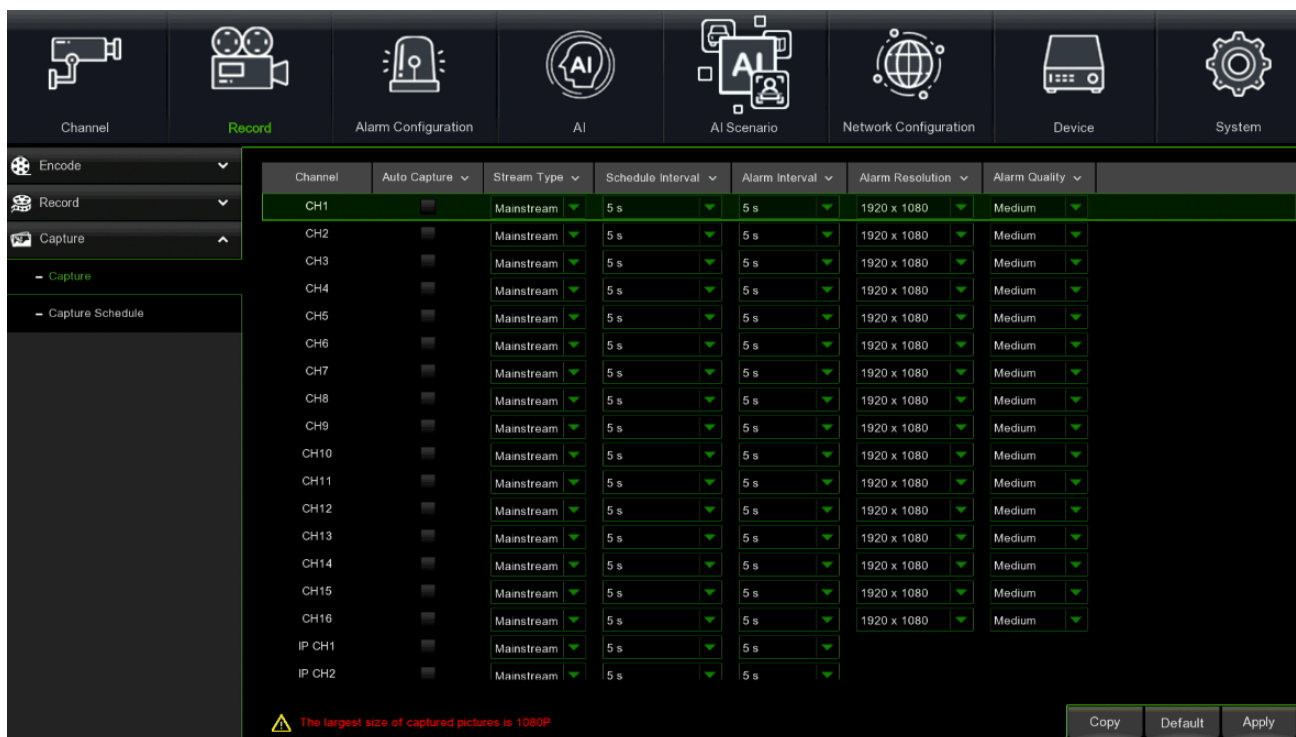 Channel Record Alarm Configuration AI AI Scenario Network Configuration Device System
Encode
Record
Capture
Capture
Capture Schedule
Channel Auto Capture Stream Type Schedule Interval Alarm Interval Alarm Resolution Alarm Quality
CH1 Mainstream 5 s 5 s 1920 x 1080 Medium
CH2 Mainstream 5 s 5 s 1920 x 1080 Medium
CH3 Mainstream 5 s 5 s 1920 x 1080 Medium
CH4 Mainstream 5 s 5 s 1920 x 1080 Medium
CH5 Mainstream 5 s 5 s 1920 x 1080 Medium
CH6 Mainstream 5 s 5 s 1920 x 1080 Medium
CH7 Mainstream 5 s 5 s 1920 x 1080 Medium
CH8 Mainstream 5 s 5 s 1920 x 1080 Medium
CH9 Mainstream 5 s 5 s 1920 x 1080 Medium
CH10 Mainstream 5 s 5 s 1920 x 1080 Medium
CH11 Mainstream 5 s 5 s 1920 x 1080 Medium
CH12 Mainstream 5 s 5 s 1920 x 1080 Medium
CH13 Mainstream 5 s 5 s 1920 x 1080 Medium
CH14 Mainstream 5 s 5 s 1920 x 1080 Medium
CH15 Mainstream 5 s 5 s 1920 x 1080 Medium
CH16 Mainstream 5 s 5 s 1920 x 1080 Medium
IP CH1 Mainstream 5 s 5 s
IP CH2 Mainstream 5 s 5 s
The largest size of captured pictures is 1080P
Copy Default Apply